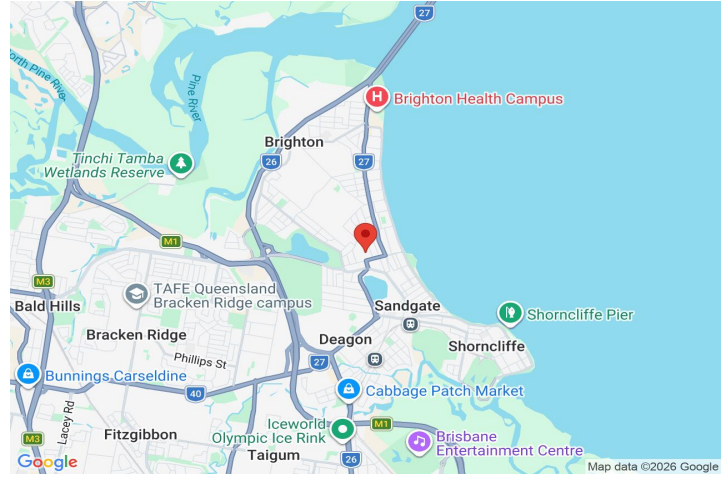 27
Brighton Health Campus
orth Pine River
Pine River
Brighton
26
27
Tinchi Tamba
Wetlands Reserve
M1
M3
TAFE Queensland
Bracken Ridge campus
Bald Hills
Sandgate
Shorncliffe Pier
Bracken Ridge
Deagon
Shorncliffe
Phillips St
27
Bunnings Carseldine
40
Cabbage Patch Market
Lacey Rd
Iceworld
Olympic Ice Rink
M1
M3
Fitzgibbon
Brisbane
Entertainment Centre
Taigum
26
Google
Map data ©2026 Google